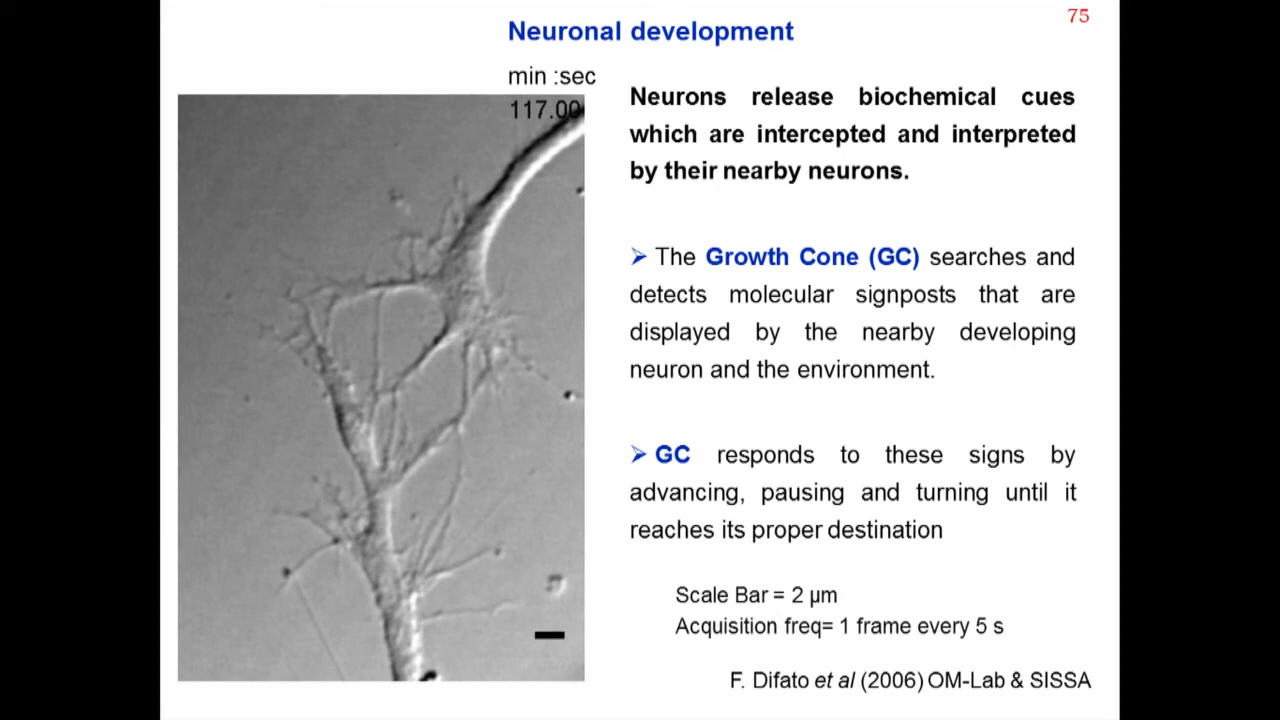 75
Neuronal development
min :sec
117.00
Neurons release biochemical cues
which are intercepted and interpreted
by their nearby neurons.
➢ The Growth Cone (GC) searches and
detects molecular signposts that are
displayed by the nearby developing
neuron and the environment.
➢ GC responds to these signs by
advancing, pausing and turning until it
reaches its proper destination
Scale Bar = 2 µm
Acquisition freq= 1 frame every 5 s
F. Difato et al (2006) OM-Lab & SISSA